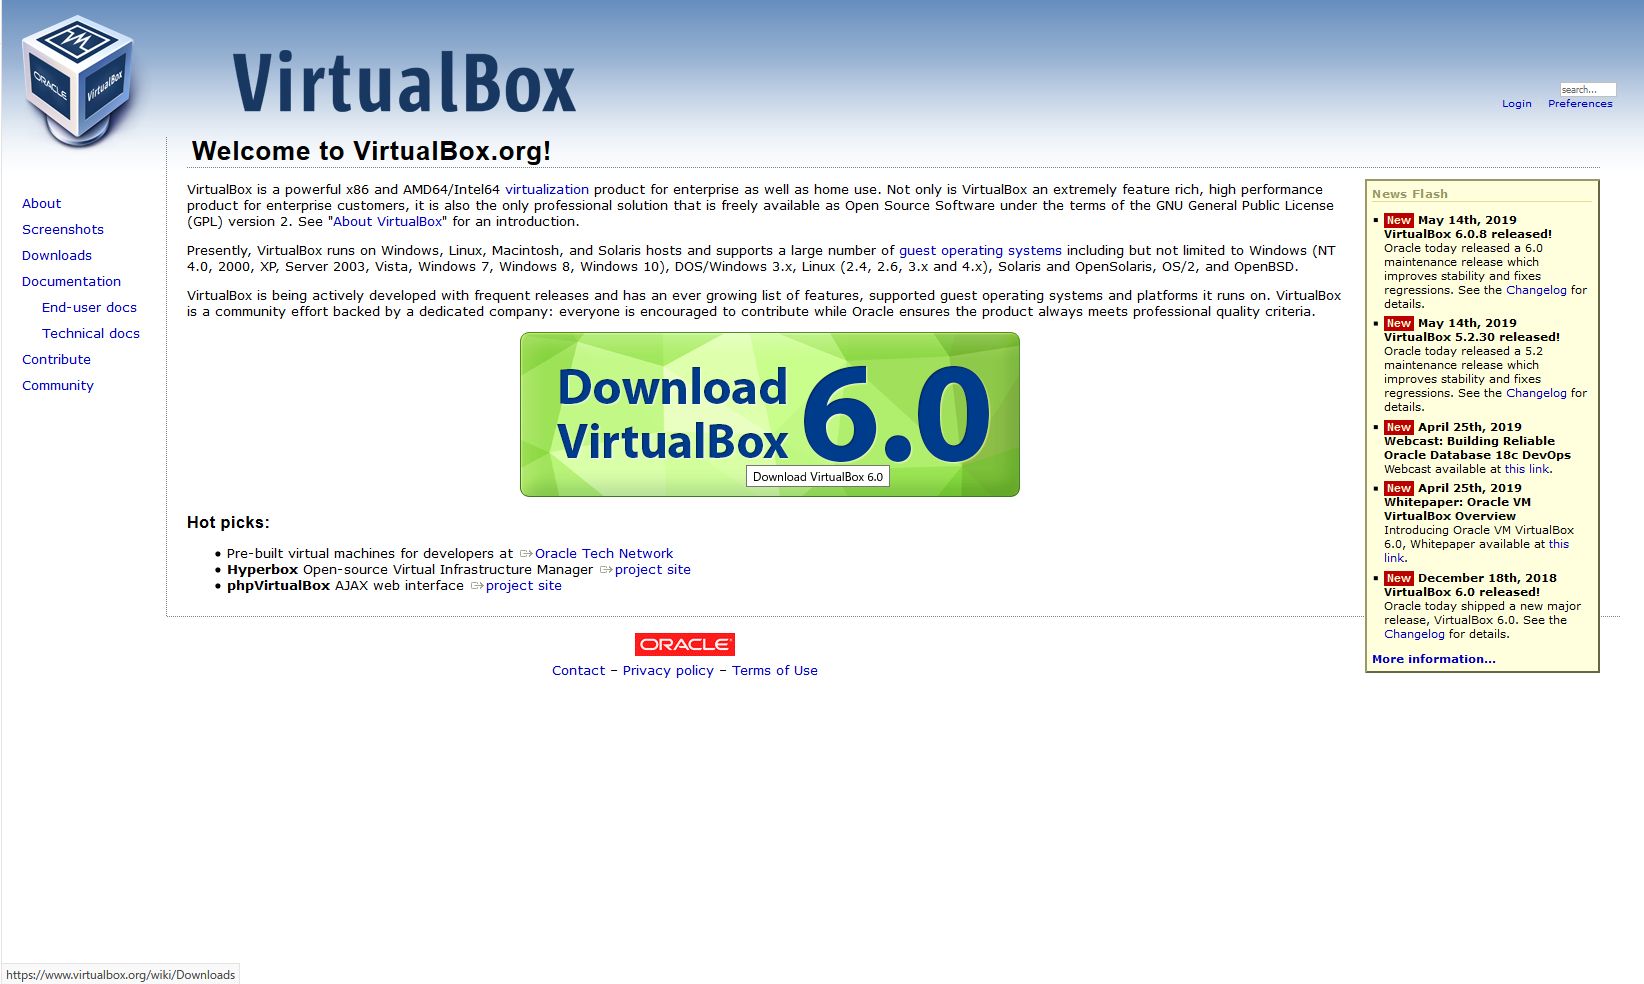 ORACLE
VirtualBox
VirtualBox
search...
Login Preferences
Welcome to VirtualBox.org!
About
Screenshots
Downloads
Documentation
End-user docs
Technical docs
Contribute
Community
VirtualBox is a powerful x86 and AMD64/Intel64 virtualization product for enterprise as well as home use. Not only is VirtualBox an extremely feature rich, high performance
product for enterprise customers, it is also the only professional solution that is freely available as Open Source Software under the terms of the GNU General Public License
(GPL) version 2. See "About VirtualBox" for an introduction.
Presently, VirtualBox runs on Windows, Linux, Macintosh, and Solaris hosts and supports a large number of guest operating systems including but not limited to Windows (NT
4.0, 2000, XP, Server 2003, Vista, Windows 7, Windows 8, Windows 10), DOS/Windows 3.x, Linux (2.4, 2.6, 3.x and 4.x), Solaris and OpenSolaris, OS/2, and OpenBSD.
VirtualBox is being actively developed with frequent releases and has an ever growing list of features, supported guest operating systems and platforms it runs on. VirtualBox
is a community effort backed by a dedicated company: everyone is encouraged to contribute while Oracle ensures the product always meets professional quality criteria.
Download
VirtualBox 6.0
Download VirtualBox 6.0
Hot picks:
• Pre-built virtual machines for developers at Oracle Tech Network
• Hyperbox Open-source Virtual Infrastructure Manager project site
• phpVirtualBox AJAX web interface project site
News Flash
New May 14th, 2019
VirtualBox 6.0.8 released!
Oracle today released a 6.0
maintenance release which
improves stability and fixes
regressions. See the Changelog for
details.
New May 14th, 2019
VirtualBox 5.2.30 released!
Oracle today released a 5.2
maintenance release which
improves stability and fixes
regressions. See the Changelog for
details.
New April 25th, 2019
Webcast: Building Reliable
Oracle Database 18c DevOps
Webcast available at this link.
New April 25th, 2019
Whitepaper: Oracle VM
VirtualBox Overview
Introducing Oracle VM VirtualBox
6.0, Whitepaper available at this
link.
New December 18th, 2018
VirtualBox 6.0 released!
Oracle today shipped a new major
release, VirtualBox 6.0. See the
Changelog for details.
More information...
ORACLE
Contact – Privacy policy – Terms of Use
https://www.virtualbox.org/wiki/Downloads